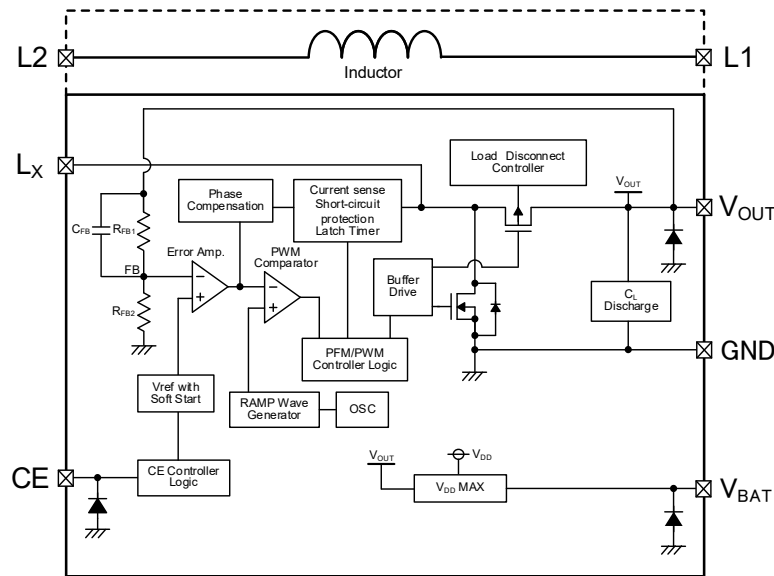 L2
L1
Inductor
LX
Load Disconnect
Controller
VOUT
VOUT
Phase
Compensation
Current sense
Short-circuit
protection
Latch Timer
CFB
RFB1
Error Amp.
PWM
Comparator
FB
Buffer
Drive
CL
Discharge
RFB2
PFM/PWM
Controller Logic
GND
Vref with
Soft Start
RAMP Wave
Generator
OSC
CE
CE Controller
Logic
VOUT
VDD
VDD MAX
VBAT